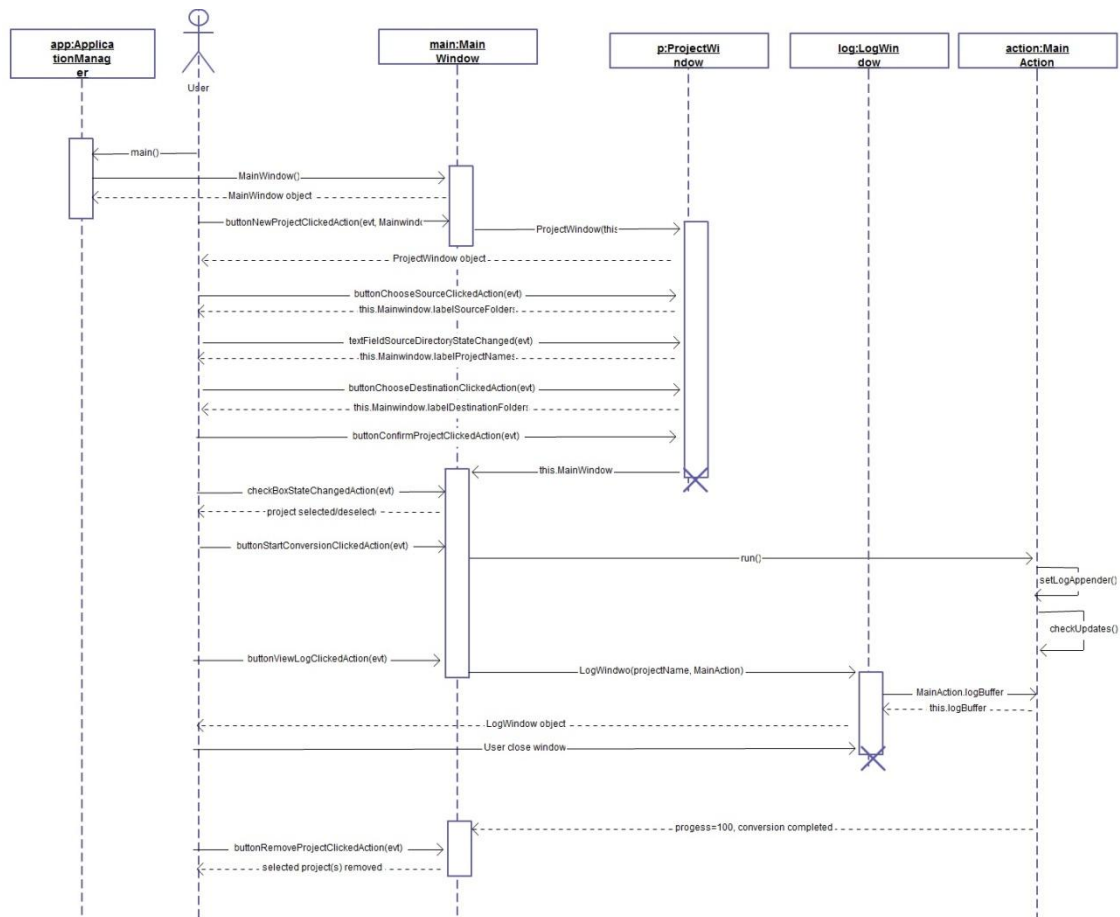 app:Applica
tionManag
er
User
main:Main
Window
p:ProjectWi
ndow
log:LogWin
dow
action:Main
Action
main()
MainWindow()
MainWindow object
buttonNewProjectClickedAction(evt, Mainwind
ProjectWindow(this
ProjectWindow object
buttonChooseSourceClickedAction(evt)
this.Mainwindow.labelSourceFolders
textFieldSourceDirectoryStateChanged(evt)
this.Mainwindow.labelProjectNames
buttonChooseDestinationClickedAction(evt)
this.Mainwindow.labelDestinationFolders
buttonConfirmProjectClickedAction(evt)
this.MainWindow
checkBoxStateChangedAction(evt)
project selected/deselect
buttonStartConversionClickedAction(evt)
run()
setLogAppender()
checkUpdates()
buttonViewLogClickedAction(evt)
LogWindwo(projectName, MainAction)
MainAction.logBuffer
this.logBuffer
LogWindow object
User close window
progess=100, conversion completed
buttonRemoveProjectClickedAction(evt)
selected project(s) removed